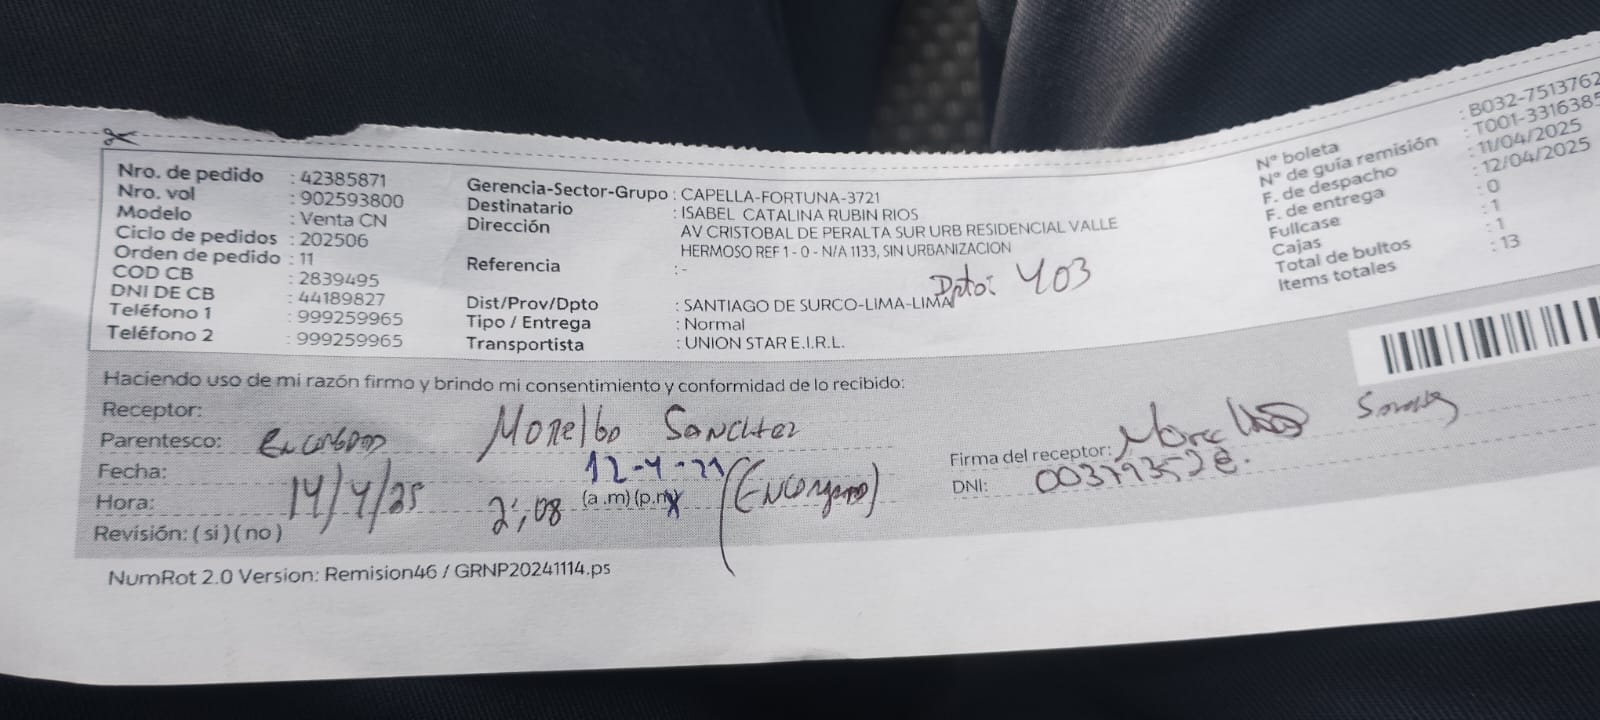 Nro. de pedido : 42385871
Nro. vol : 902593800
Modelo : Venta CN
Ciclo de pedidos : 202506
Orden de pedido : 11
COD CB : 2839495
DNI DE CB : 44189827
Teléfono 1 : 999259965
Teléfono 2 : 999259965
Gerencia-Sector-Grupo : CAPELLA-FORTUNA-3721
Destinatario : ISABEL CATALINA RUBIN RIOS
Dirección AV CRISTOBAL DE PERALTA SUR URB RESIDENCIAL VALLE
HERMOSO REF 1 - 0 - N/A 1133, SIN URBANIZACION
Referencia : -
Dpto: 403
Dist/Prov/Dpto : SANTIAGO DE SURCO-LIMA-LIMA
Tipo / Entrega : Normal
Transportista : UNION STAR E.I.R.L.
N° boleta : B032-7513762
N° de guía remisión : T001-3316385
F. de despacho : 11/04/2025
F. de entrega : 12/04/2025
Fullcase : 0
Cajas : 1
Total de bultos : 1
Items totales : 13
Haciendo uso de mi razón firmo y brindo mi consentimiento y conformidad de lo recibido:
Receptor: Morelbo Sanchez
Parentesco: Encargado
Fecha: 14/4/25 12-4-
Hora: 2:08 (a.m) (p.m) (Encargado)
Revisión: ( si ) ( no )
Firma del receptor:
DNI:
NumRot 2.0 Version: Remision46 / GRNP20241114.ps